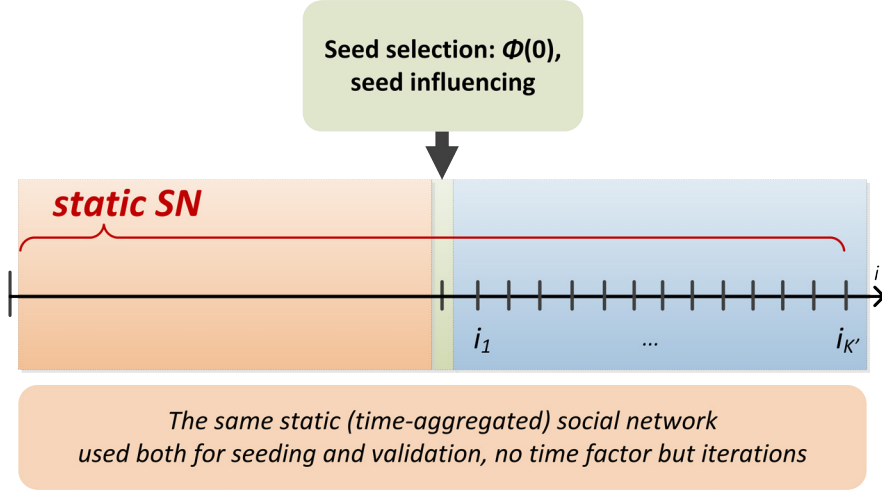 Seed selection: Φ(0),
seed influencing
static SN
i
i₁ ... i_K'
The same static (time-aggregated) social network
used both for seeding and validation, no time factor but iterations